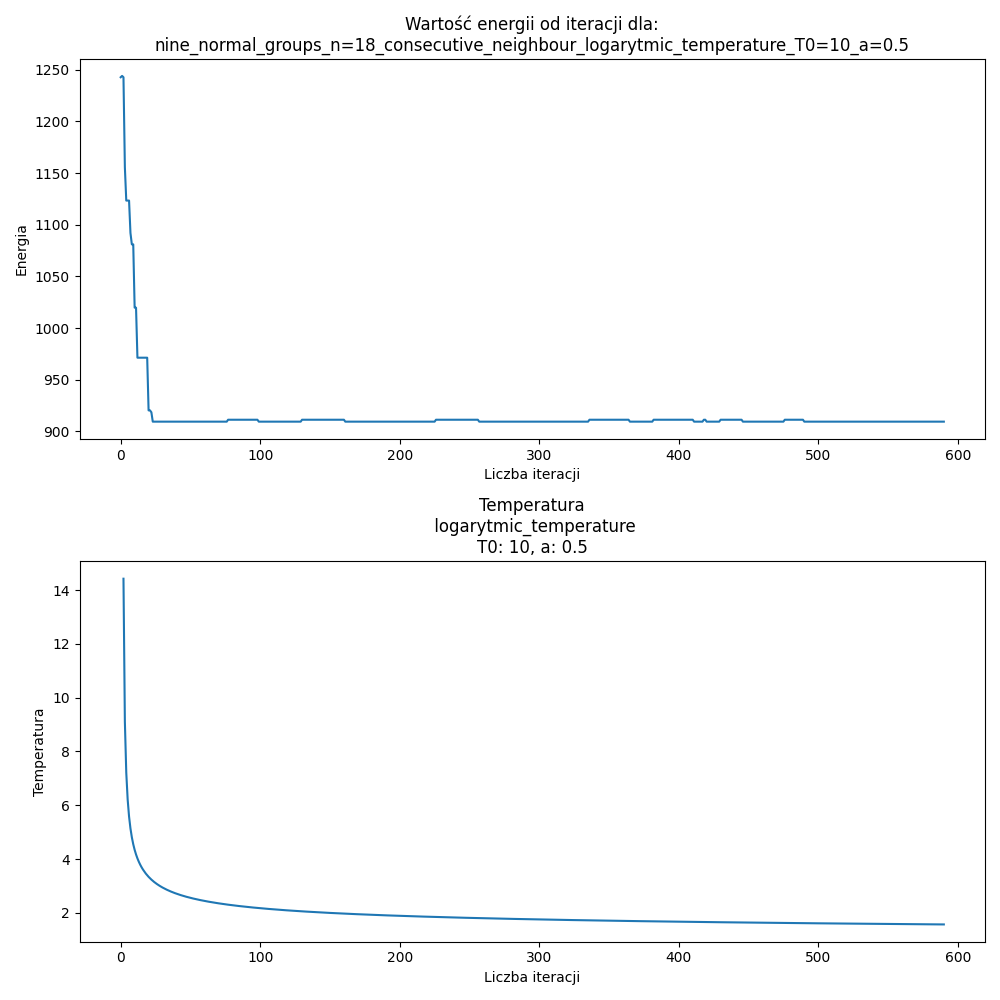 Wartość energii od iteracji dla:
nine_normal_groups_n=18_consecutive_neighbour_logarytmic_temperature_T0=10_a=0.5
1250
1200
1150
1100
1050
1000
950
900
Energia
0 100 200 300 400 500 600
Liczba iteracji
Temperatura
logarytmic_temperature
T0: 10, a: 0.5
14
12
10
8
6
4
2
Temperatura
0 100 200 300 400 500 600
Liczba iteracji